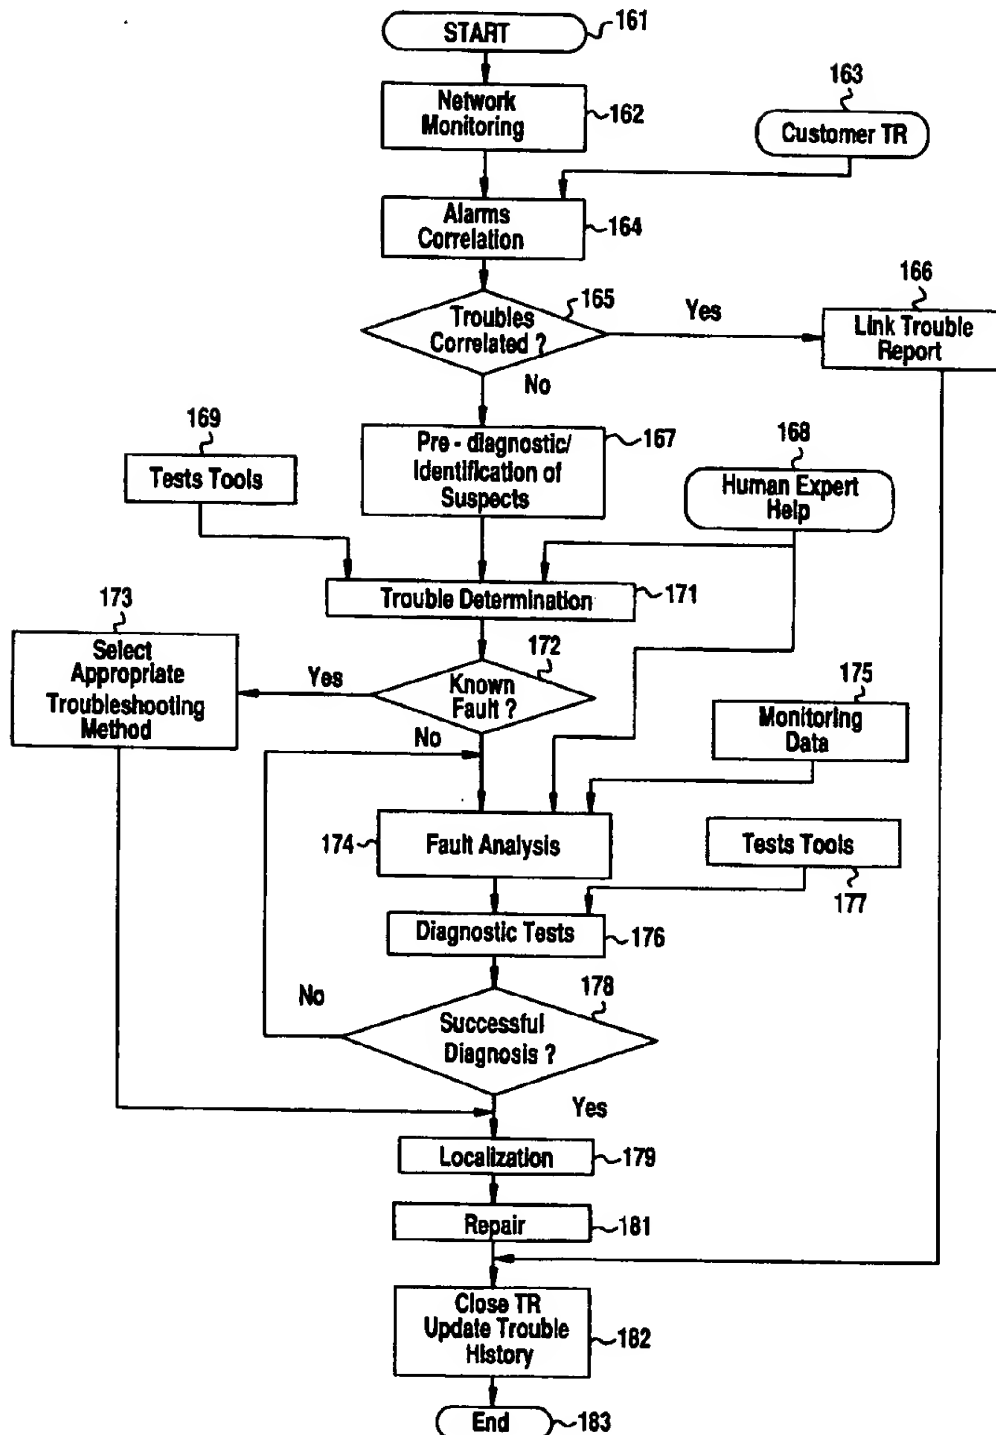 START
161
Network
Monitoring
162
163
Customer TR
Alarms
Correlation
164
165
Troubles
Correlated ?
Yes
166
Link Trouble
Report
No
169
Tests Tools
Pre - diagnostic/
Identification of
Suspects
167
168
Human Expert
Help
Trouble Determination
171
173
Select
Appropriate
Troubleshooting
Method
Yes
172
Known
Fault ?
No
175
Monitoring
Data
174
Fault Analysis
Tests Tools
177
Diagnostic Tests
176
178
No
Successful
Diagnosis ?
Yes
Localization
179
Repair
181
Close TR
Update Trouble
History
182
End
183